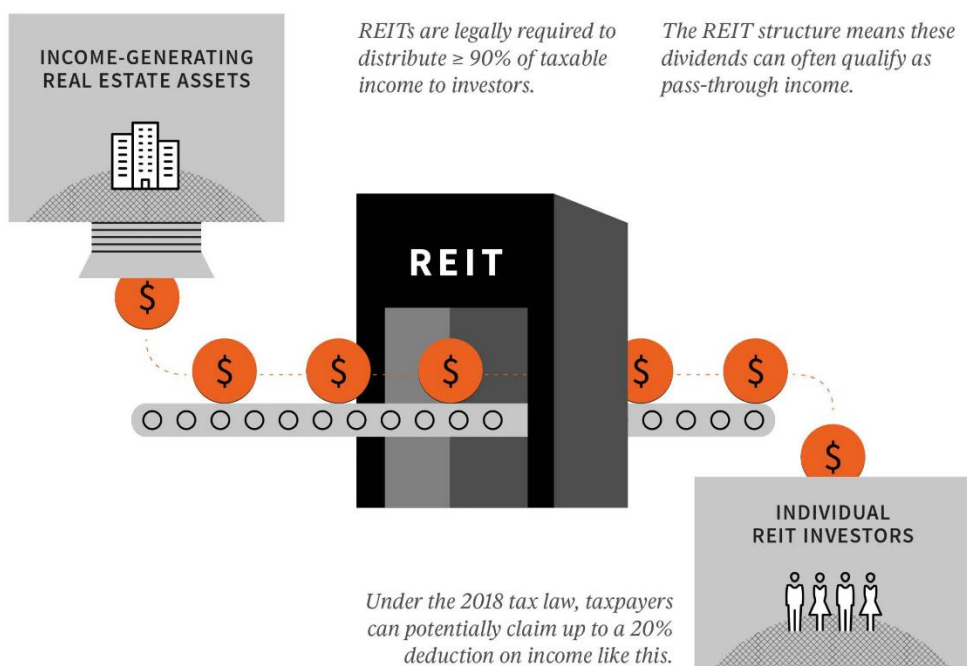 INCOME-GENERATING
REAL ESTATE ASSETS
REITs are legally required to
distribute ≥ 90% of taxable
income to investors.
The REIT structure means these
dividends can often qualify as
pass-through income.
REIT
$
$
$
$
$
$
$
INDIVIDUAL
REIT INVESTORS
Under the 2018 tax law, taxpayers
can potentially claim up to a 20%
deduction on income like this.